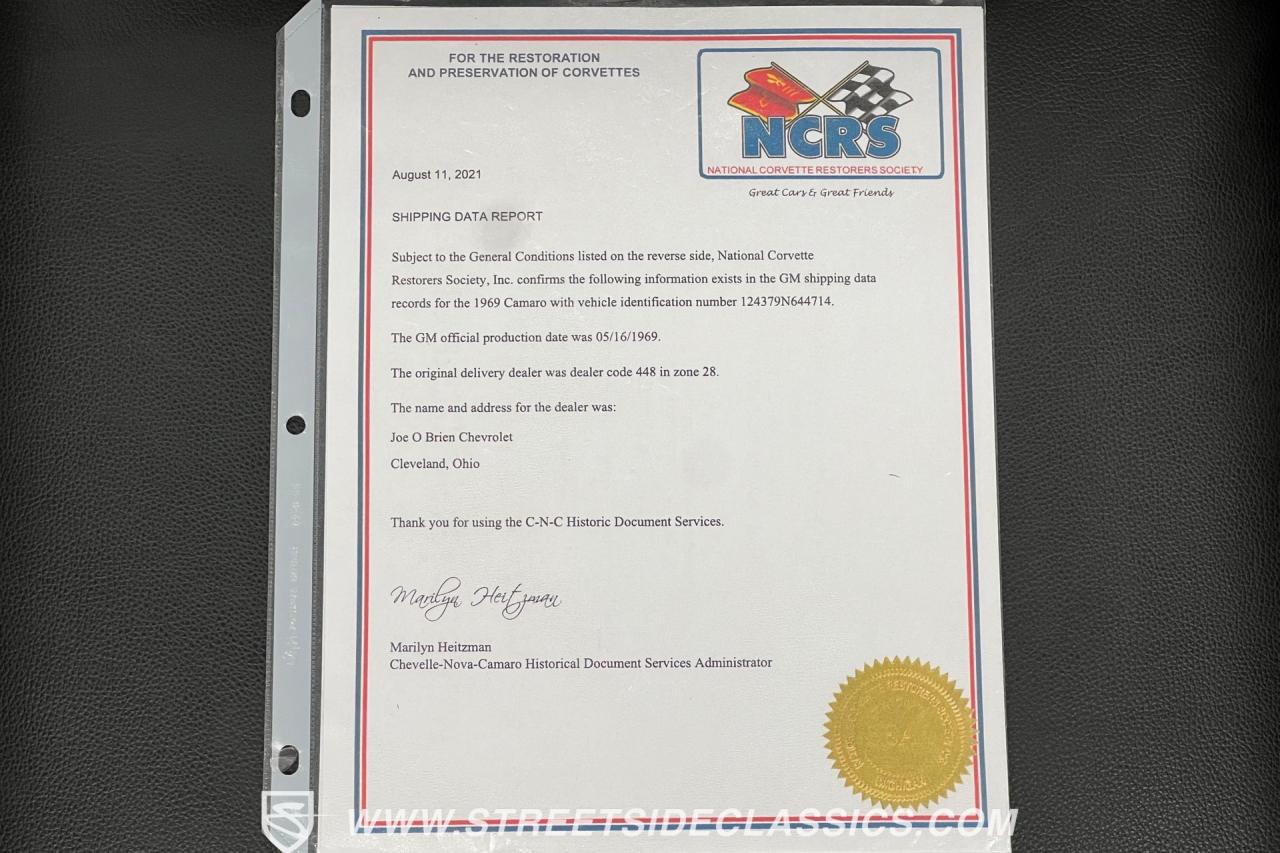 FOR THE RESTORATION
AND PRESERVATION OF CORVETTES
NCRS
NATIONAL CORVETTE RESTORERS SOCIETY
Great Cars & Great Friends
August 11, 2021
SHIPPING DATA REPORT
Subject to the General Conditions listed on the reverse side, National Corvette
Restorers Society, Inc. confirms the following information exists in the GM shipping data
records for the 1969 Camaro with vehicle identification number 124379N644714.
The GM official production date was 05/16/1969.
The original delivery dealer was dealer code 448 in zone 28.
The name and address for the dealer was:
Joe O Brien Chevrolet
Cleveland, Ohio
Thank you for using the C-N-C Historic Document Services.
Marilyn Heitzman
Marilyn Heitzman
Chevelle-Nova-Camaro Historical Document Services Administrator
WWW.STREETSIDECLASSICS.COM